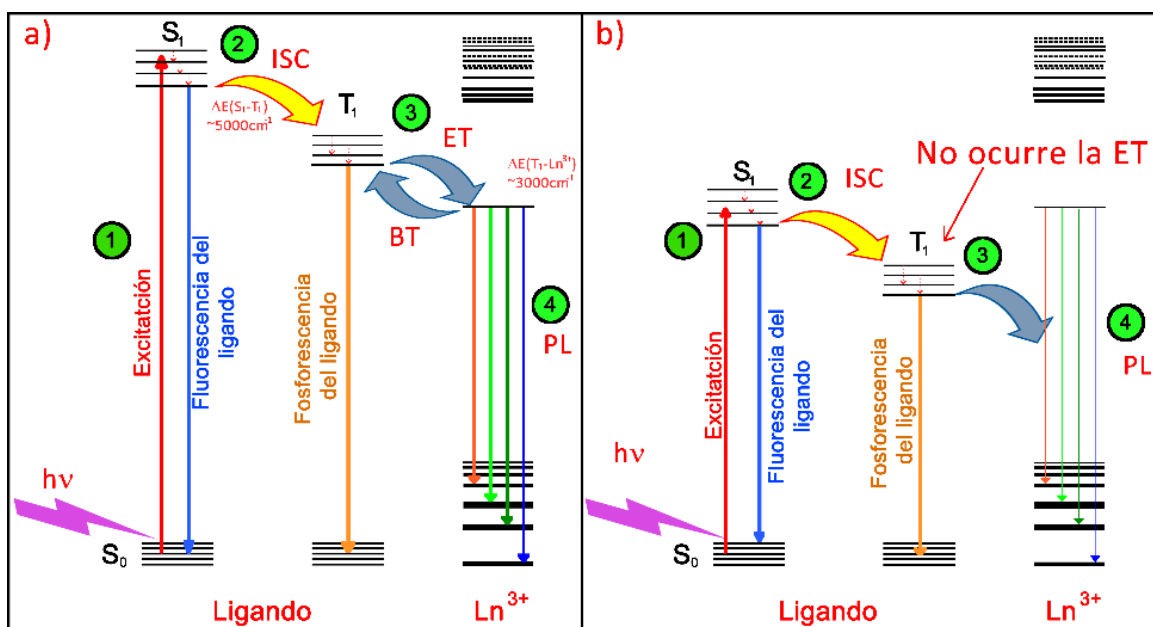 a)
S₁
2
ISC
ΔE(S₁-T₁)
~5000cm⁻¹
T₁
3
ET
ΔE(T₁-Ln³⁺)
~3000cm⁻¹
BT
1
Excitatción
Fluorescencia del
ligando
Fosforescencia
del ligando
4
PL
hν
S₀
Ligando
Ln³⁺
b)
No ocurre la ET
S₁
2
ISC
T₁
3
1
Excitatción
Fluorescencia del
ligando
Fosforescencia
del ligando
4
PL
hν
S₀
Ligando
Ln³⁺